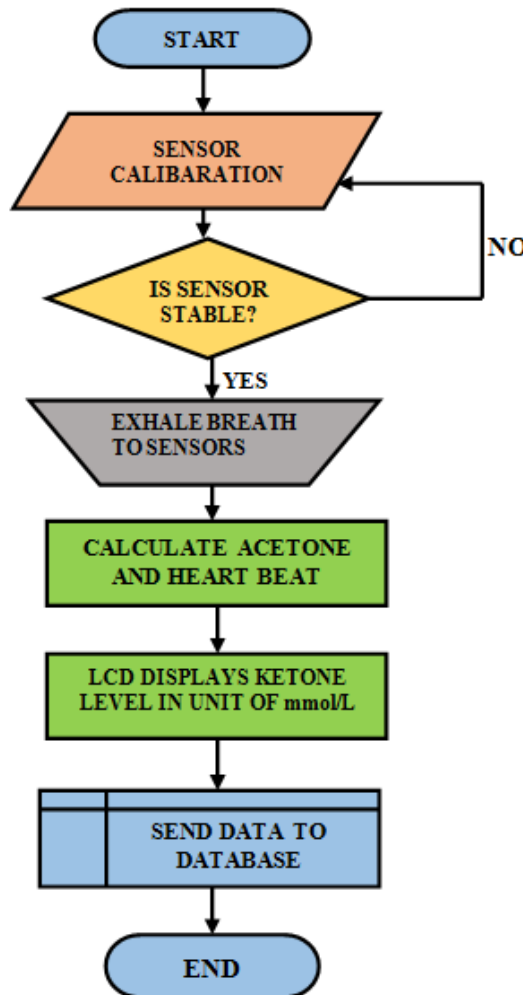 START
SENSOR
CALIBARATION
IS SENSOR
STABLE?
NO
YES
EXHALE BREATH
TO SENSORS
CALCULATE ACETONE
AND HEART BEAT
LCD DISPLAYS KETONE
LEVEL IN UNIT OF mmol/L
SEND DATA TO
DATABASE
END